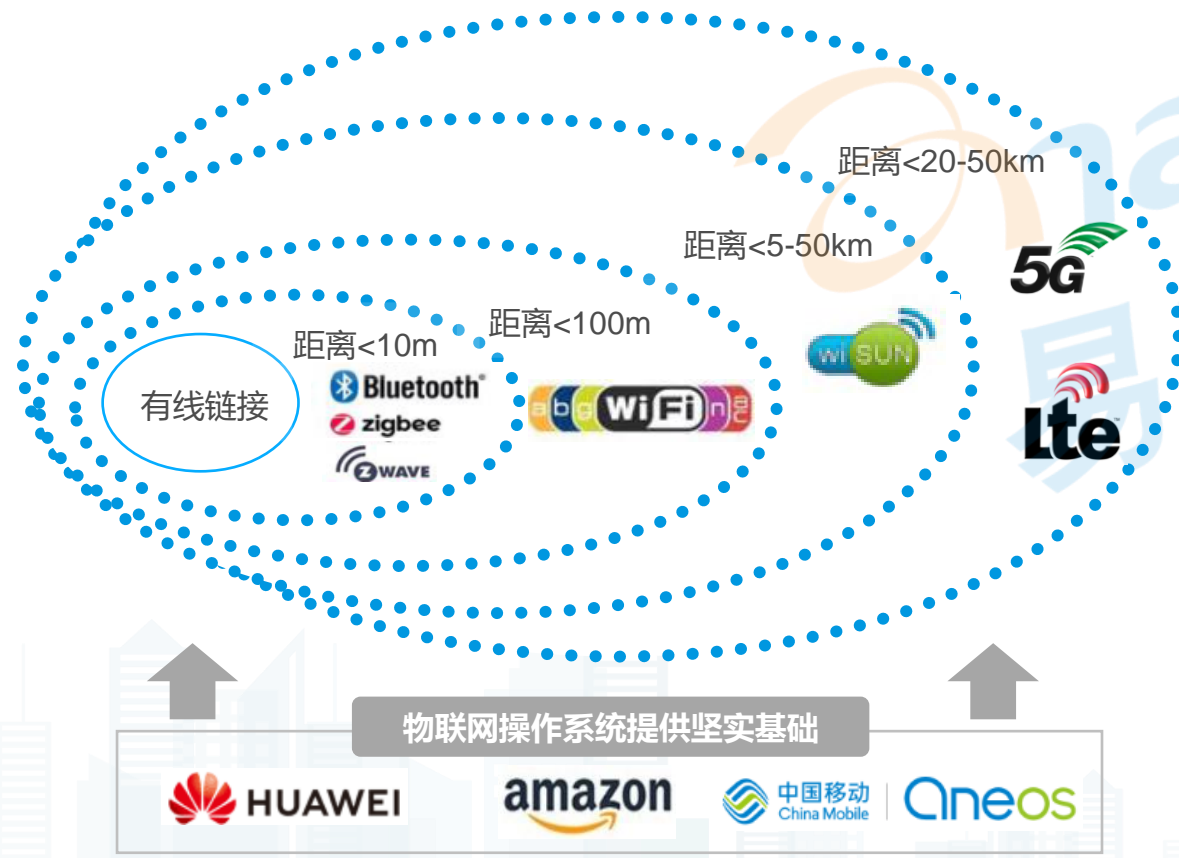 距离<20-50km
距离<5-50km
5G
距离<100m
距离<10m
wi SUN
有线链接
Bluetooth®
a b g WiFi n ac
zigbee
lte
Z WAVE
物联网操作系统提供坚实基础
HUAWEI
amazon
中国移动
China Mobile
oneos
易